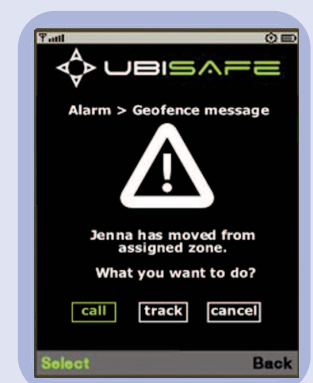 UBISAFE
Alarm > Geofence message
!
Jenna has moved from
assigned zone.
What you want to do?
call track cancel
Select Back